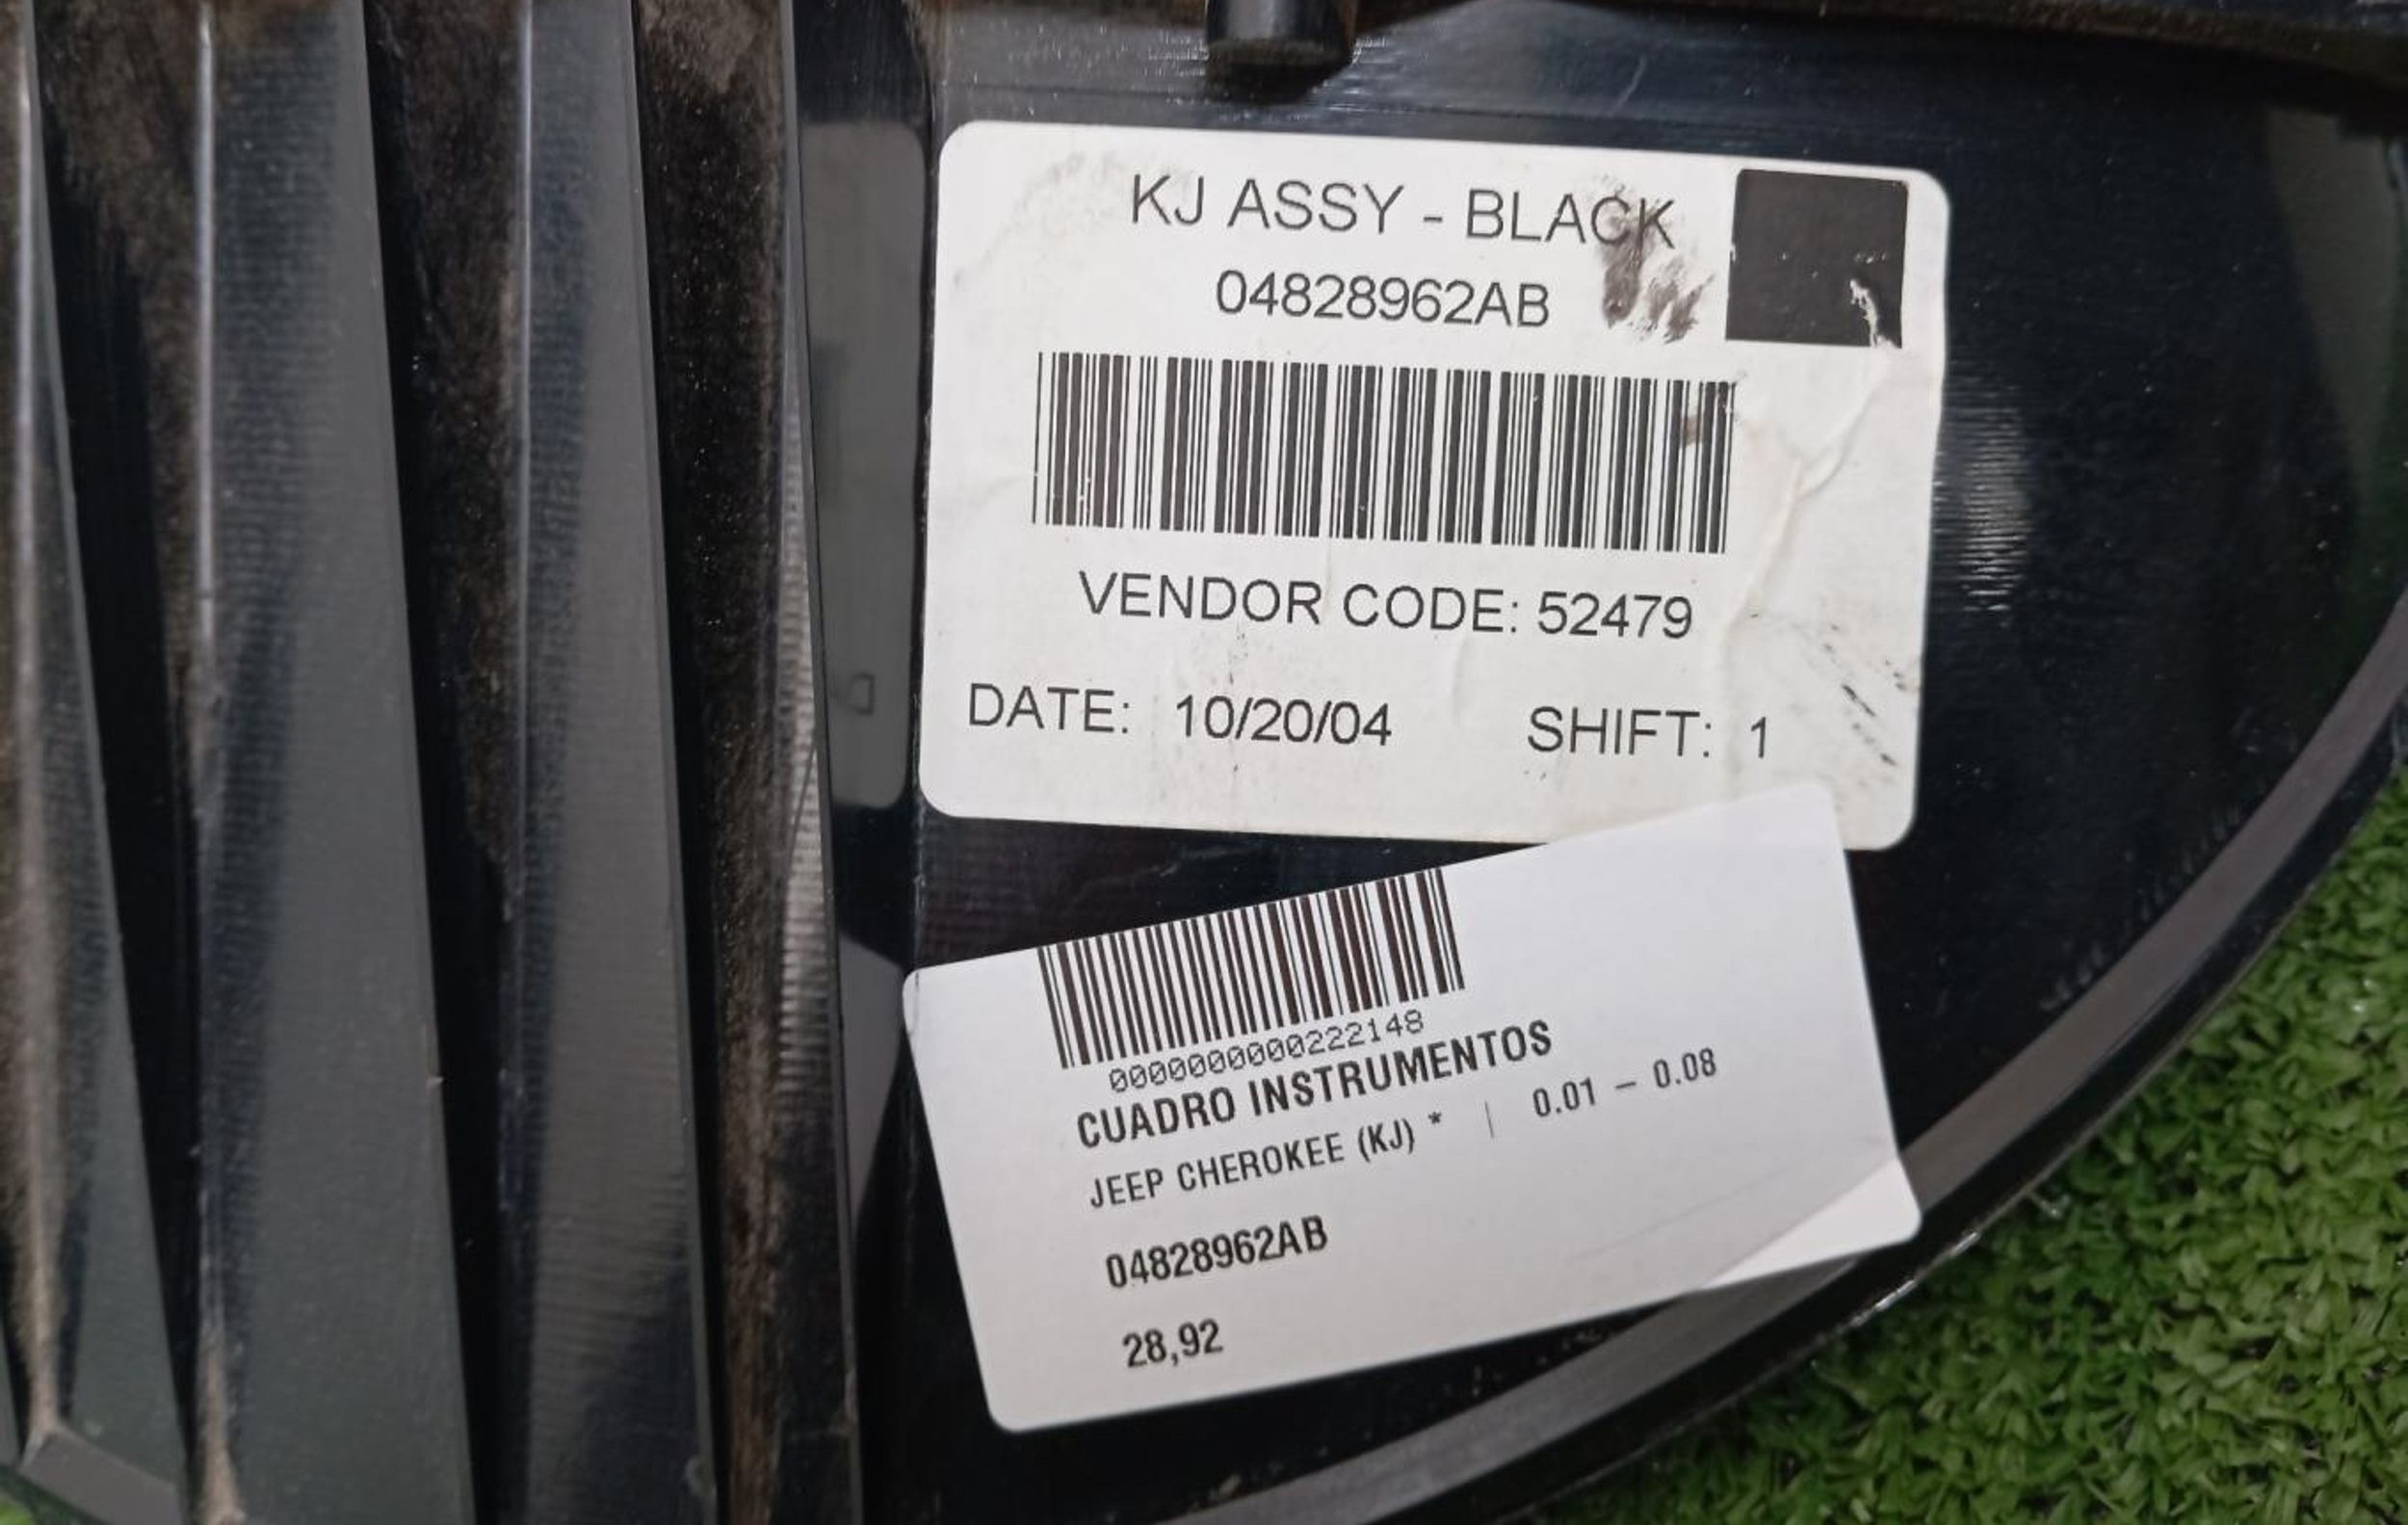 KJ ASSY - BLACK
04828962AB
VENDOR CODE: 52479
DATE: 10/20/04 SHIFT: 1
0000000000222148
CUADRO INSTRUMENTOS
JEEP CHEROKEE (KJ) * | 0.01 – 0.08
04828962AB
28,92